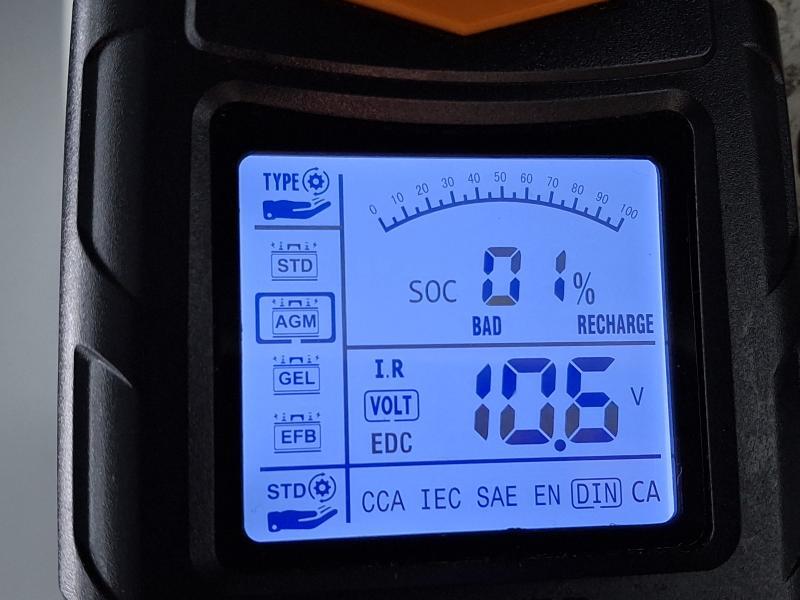 TYPE
0 10 20 30 40 50 60 70 80 90 100
STD
SOC 01%
AGM
BAD RECHARGE
GEL
I.R
VOLT
10.6 V
EFB
EDC
STD
CCA IEC SAE EN DIN CA